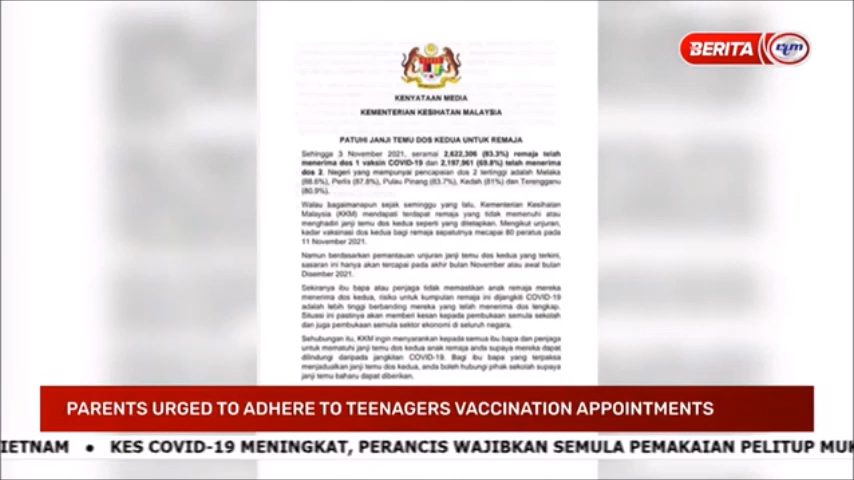 BERITA
KENYATAAN MEDIA
KEMENTERIAN KESIHATAN MALAYSIA
PATUHI JANJI TEMU DOS KEDUA UNTUK REMAJA
Sehingga 3 November 2021, seramai 2,622,306 (83.3%) remaja telah
menerima dos 1 vaksin COVID-19 dan 2,197,961 (69.8%) telah menerima
dos 2. Negeri yang mempunyai pencapaian dos 2 tertinggi adalah Melaka
(88.6%), Perlis (87.8%), Pulau Pinang (83.7%), Kedah (81%) dan Terengganu
(80.9%).
Walau bagaimanapun sejak seminggu yang lalu, Kementerian Kesihatan
Malaysia (KKM) mendapati terdapat remaja yang tidak memenuhi atau
menghadiri janji temu dos kedua seperti yang ditetapkan. Mengikut unjuran,
kadar vaksinasi dos kedua bagi remaja sepatutnya mecapai 80 peratus pada
11 November 2021.
Namun berdasarkan pemantauan unjuran janji temu dos kedua yang terkini,
sasaran ini hanya akan tercapai pada akhir bulan November atau awal bulan
Disember 2021.
Sekiranya ibu bapa atau penjaga tidak memastikan anak remaja mereka
menerima dos kedua, risiko untuk kumpulan remaja ini dijangkiti COVID-19
adalah lebih tinggi berbanding mereka yang telah menerima dos lengkap.
Situasi ini pastinya akan memberi kesan kepada pembukaan semula sekolah
dan juga pembukaan semula sektor ekonomi di seluruh negara.
Sehubungan itu, KKM ingin menyarankan kepada semua ibu bapa dan penjaga
untuk mematuhi janji temu dos kedua anak remaja anda supaya mereka dapat
dilindungi daripada jangkitan COVID-19. Bagi ibu bapa yang terpaksa
menjadualkan janji temu dos kedua, anda boleh hubungi pihak sekolah supaya
janji temu baharu dapat diberikan.
PARENTS URGED TO ADHERE TO TEENAGERS VACCINATION APPOINTMENTS
IETNAM ● KES COVID-19 MENINGKAT, PERANCIS WAJIBKAN SEMULA PEMAKAIAN PELITUP MUK